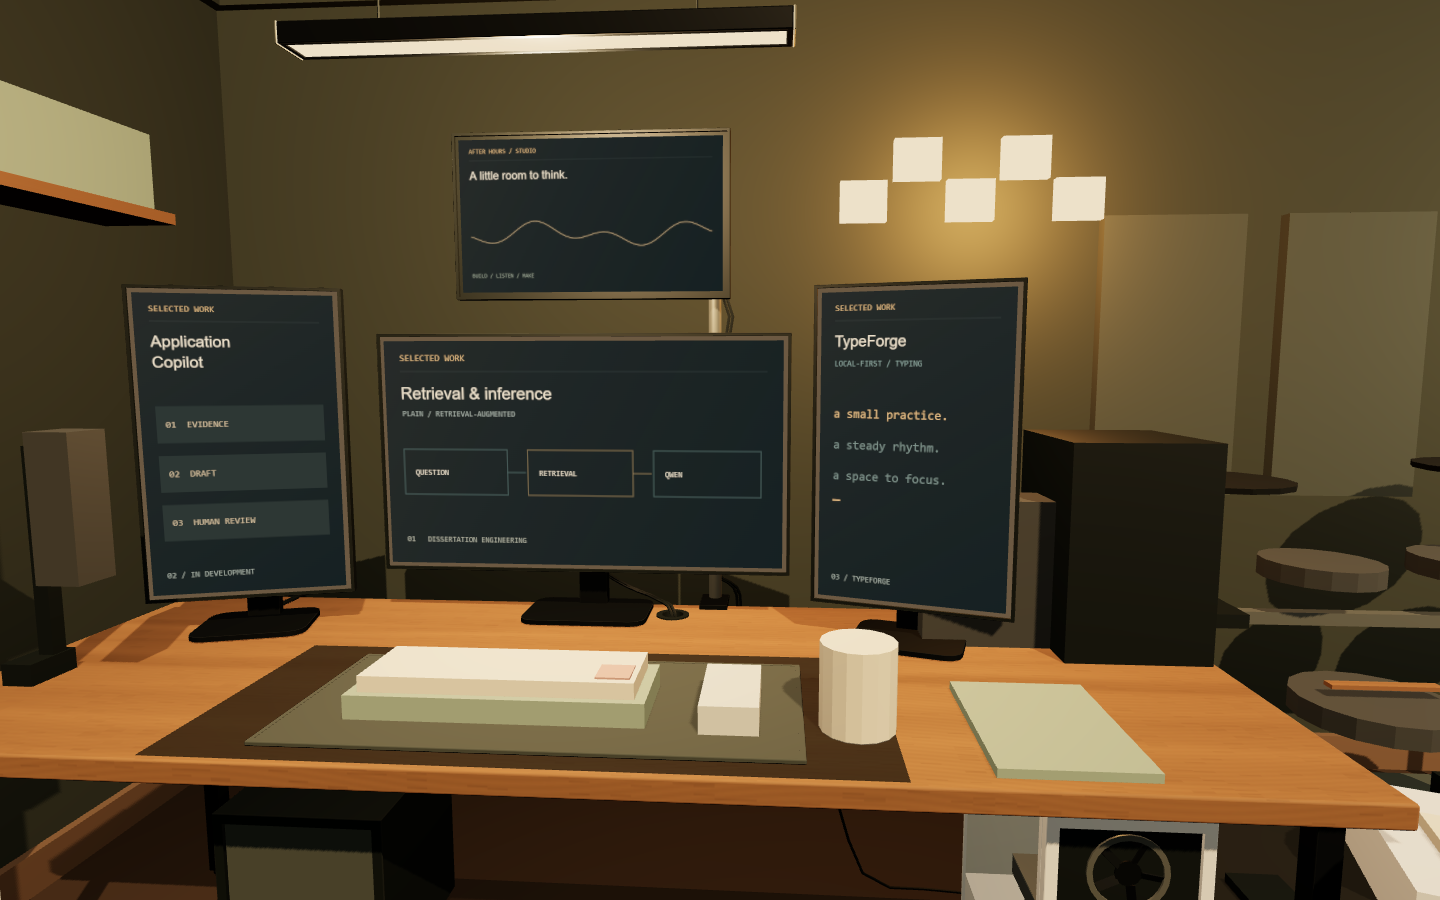 AFTER HOURS / STUDIO
A little room to think.
BUILD / LISTEN / MAKE
SELECTED WORK
Application
Copilot
01 EVIDENCE
02 DRAFT
03 HUMAN REVIEW
02 / IN DEVELOPMENT
SELECTED WORK
Retrieval & inference
PLAIN / RETRIEVAL-AUGMENTED
QUESTION
RETRIEVAL
QWEN
01 DISSERTATION ENGINEERING
SELECTED WORK
TypeForge
LOCAL-FIRST / TYPING
a small practice.
a steady rhythm.
a space to focus.
03 / TYPEFORGE